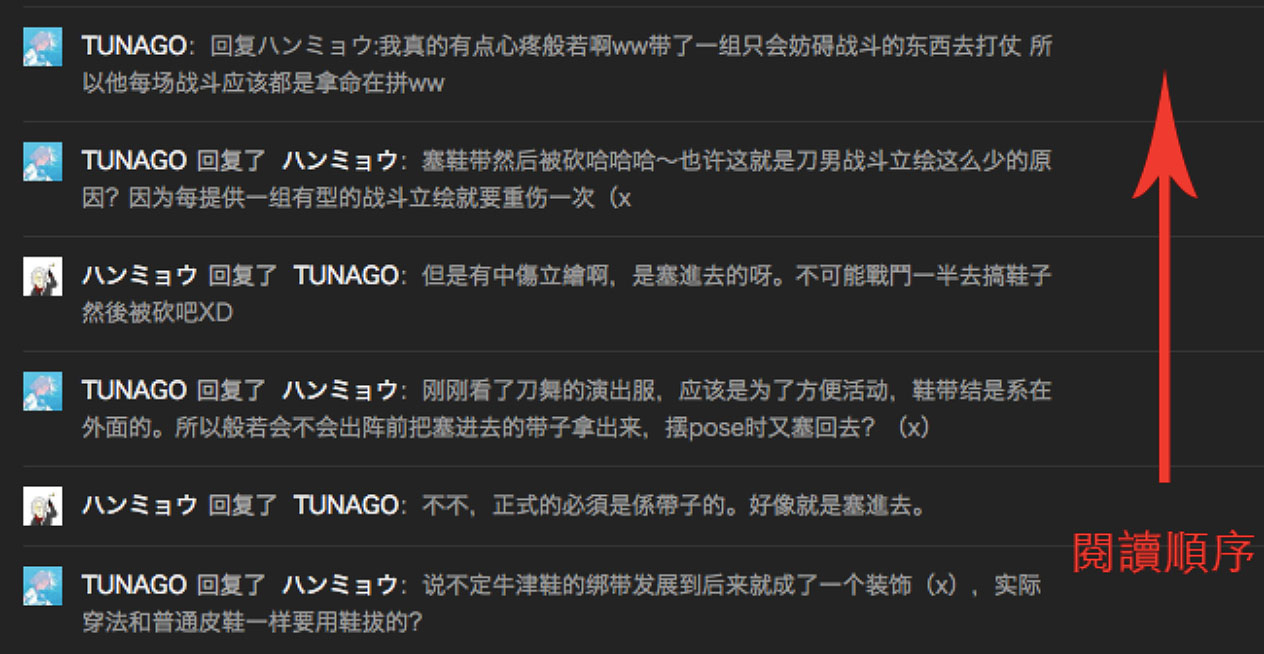 TUNAGO：回复ハンミョウ:我真的有点心疼般若啊ww带了一组只会妨碍战斗的东西去打仗 所
以他每场战斗应该都是拿命在拼ww
TUNAGO 回复了 ハンミョウ：塞鞋带然后被砍哈哈哈～也许这就是刀男战斗立绘这么少的原
因？因为每提供一组有型的战斗立绘就要重伤一次（x
ハンミョウ 回复了 TUNAGO：但是有中傷立繪啊，是塞進去的呀。不可能戰鬥一半去搞鞋子
然後被砍吧XD
TUNAGO 回复了 ハンミョウ：刚刚看了刀舞的演出服，应该是为了方便活动，鞋带结是系在
外面的。所以般若会不会出阵前把塞进去的带子拿出来，摆pose时又塞回去？（x）
ハンミョウ 回复了 TUNAGO：不不，正式的必須是係帶子的。好像就是塞進去。
閱讀順序
TUNAGO 回复了 ハンミョウ：说不定牛津鞋的绑带发展到后来就成了一个装饰（x），实际
穿法和普通皮鞋一样要用鞋拔的？